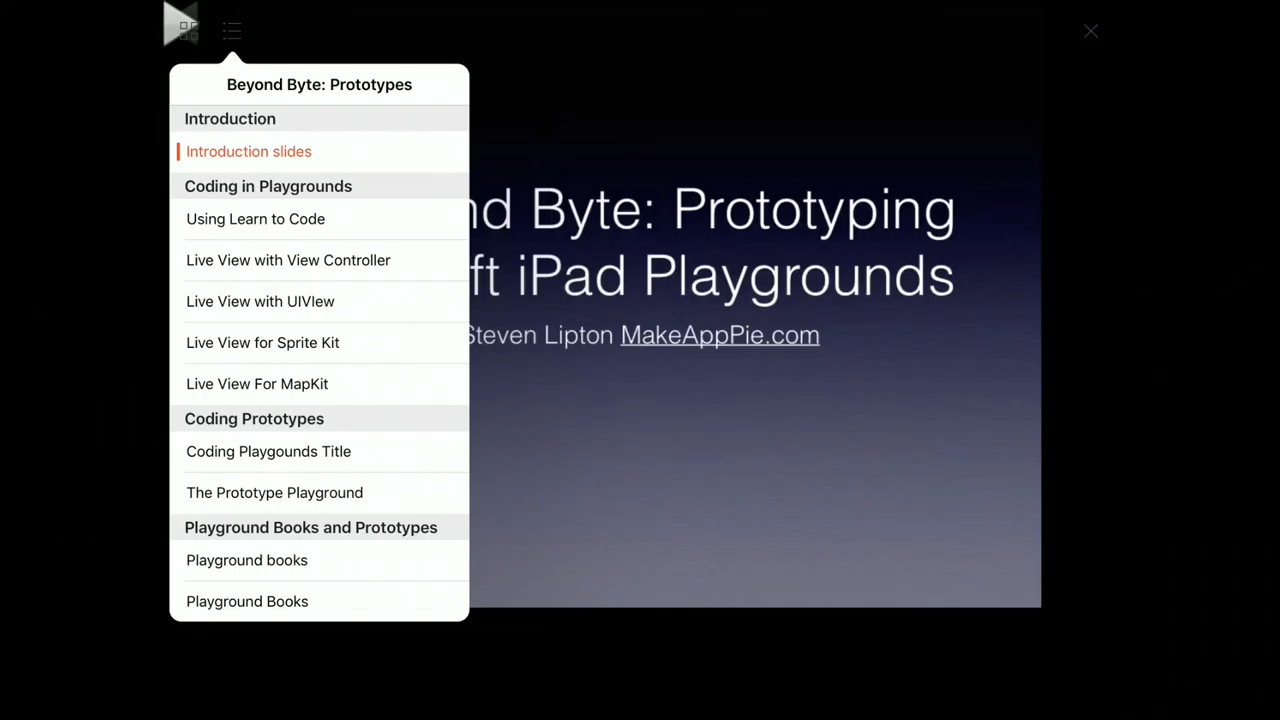 Beyond Byte: Prototypes
Introduction
Introduction slides
Coding in Playgrounds
Using Learn to Code
Live View with View Controller
Live View with UIVIew
Live View for Sprite Kit
Live View For MapKit
Coding Prototypes
Coding Playgounds Title
The Prototype Playground
Playground Books and Prototypes
Playground books
Playground Books
nd Byte: Prototyping
ft iPad Playgrounds
Steven Lipton MakeAppPie.com